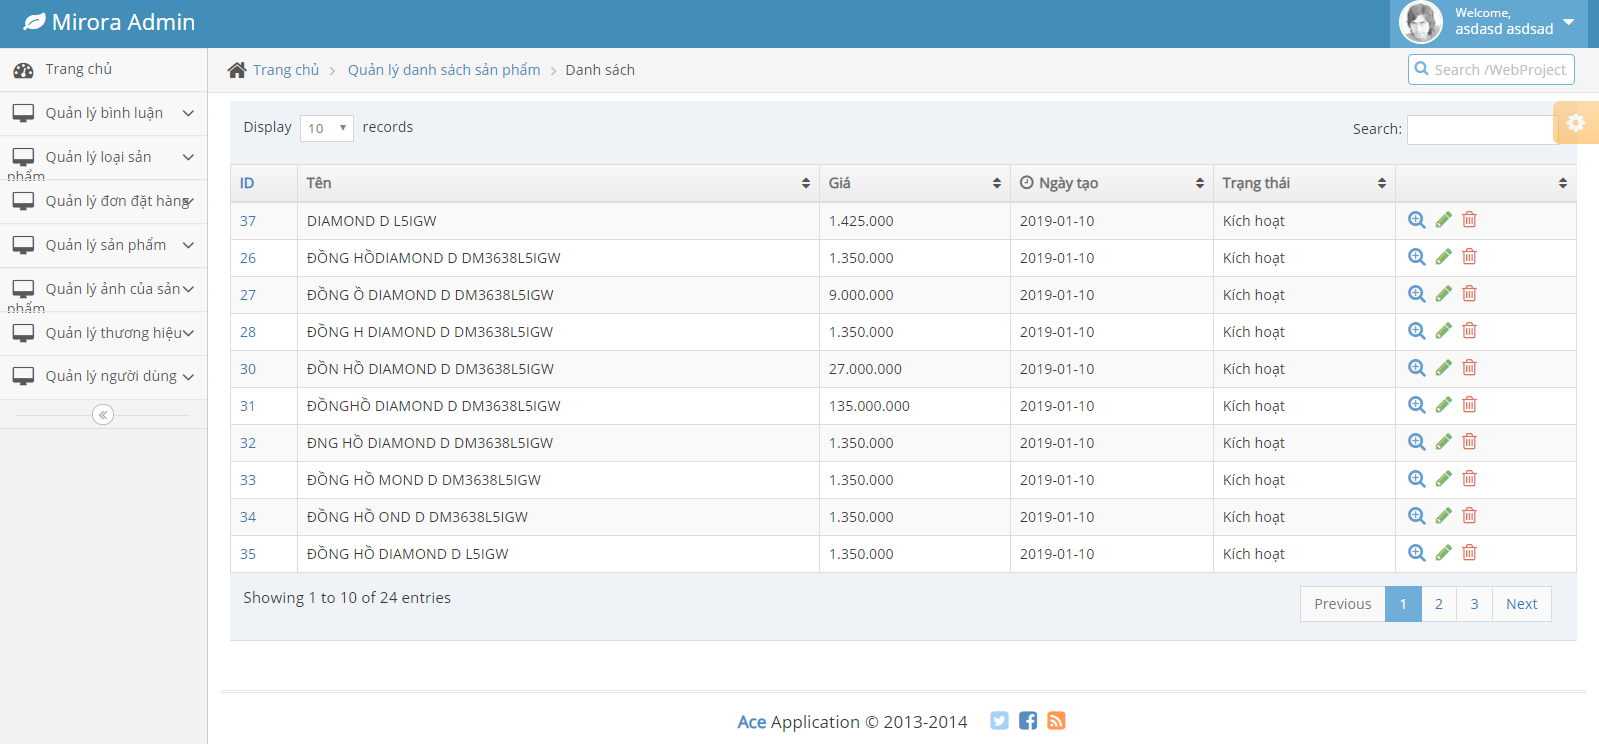 Mirora Admin
Welcome,
asdasd asdsad
Trang chủ
Quản lý bình luận
Quản lý loại sản
phẩm
Quản lý đơn đặt hàng
Quản lý sản phẩm
Quản lý ảnh của sản
phẩm
Quản lý thương hiệu
Quản lý người dùng
Trang chủ Quản lý danh sách sản phẩm Danh sách
Search /WebProject
Display 10 records
Search:
ID Tên Giá Ngày tạo Trạng thái
37 DIAMOND D L5IGW 1.425.000 2019-01-10 Kích hoạt
26 ĐỒNG HỒDIAMOND D DM3638L5IGW 1.350.000 2019-01-10 Kích hoạt
27 ĐỒNG Ồ DIAMOND D DM3638L5IGW 9.000.000 2019-01-10 Kích hoạt
28 ĐỒNG H DIAMOND D DM3638L5IGW 1.350.000 2019-01-10 Kích hoạt
30 ĐỒN HỒ DIAMOND D DM3638L5IGW 27.000.000 2019-01-10 Kích hoạt
31 ĐỒNGHỒ DIAMOND D DM3638L5IGW 135.000.000 2019-01-10 Kích hoạt
32 ĐNG HỒ DIAMOND D DM3638L5IGW 1.350.000 2019-01-10 Kích hoạt
33 ĐỒNG HỒ MOND D DM3638L5IGW 1.350.000 2019-01-10 Kích hoạt
34 ĐỒNG HỒ OND D DM3638L5IGW 1.350.000 2019-01-10 Kích hoạt
35 ĐỒNG HỒ DIAMOND D L5IGW 1.350.000 2019-01-10 Kích hoạt
Showing 1 to 10 of 24 entries
Previous 1 2 3 Next
Ace Application © 2013-2014